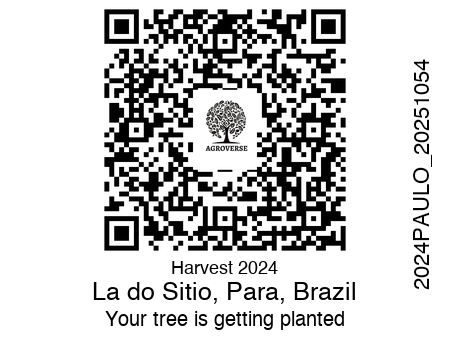 AGROVERSE
Harvest 2024
La do Sitio, Para, Brazil
Your tree is getting planted
2024PAULO_20251054